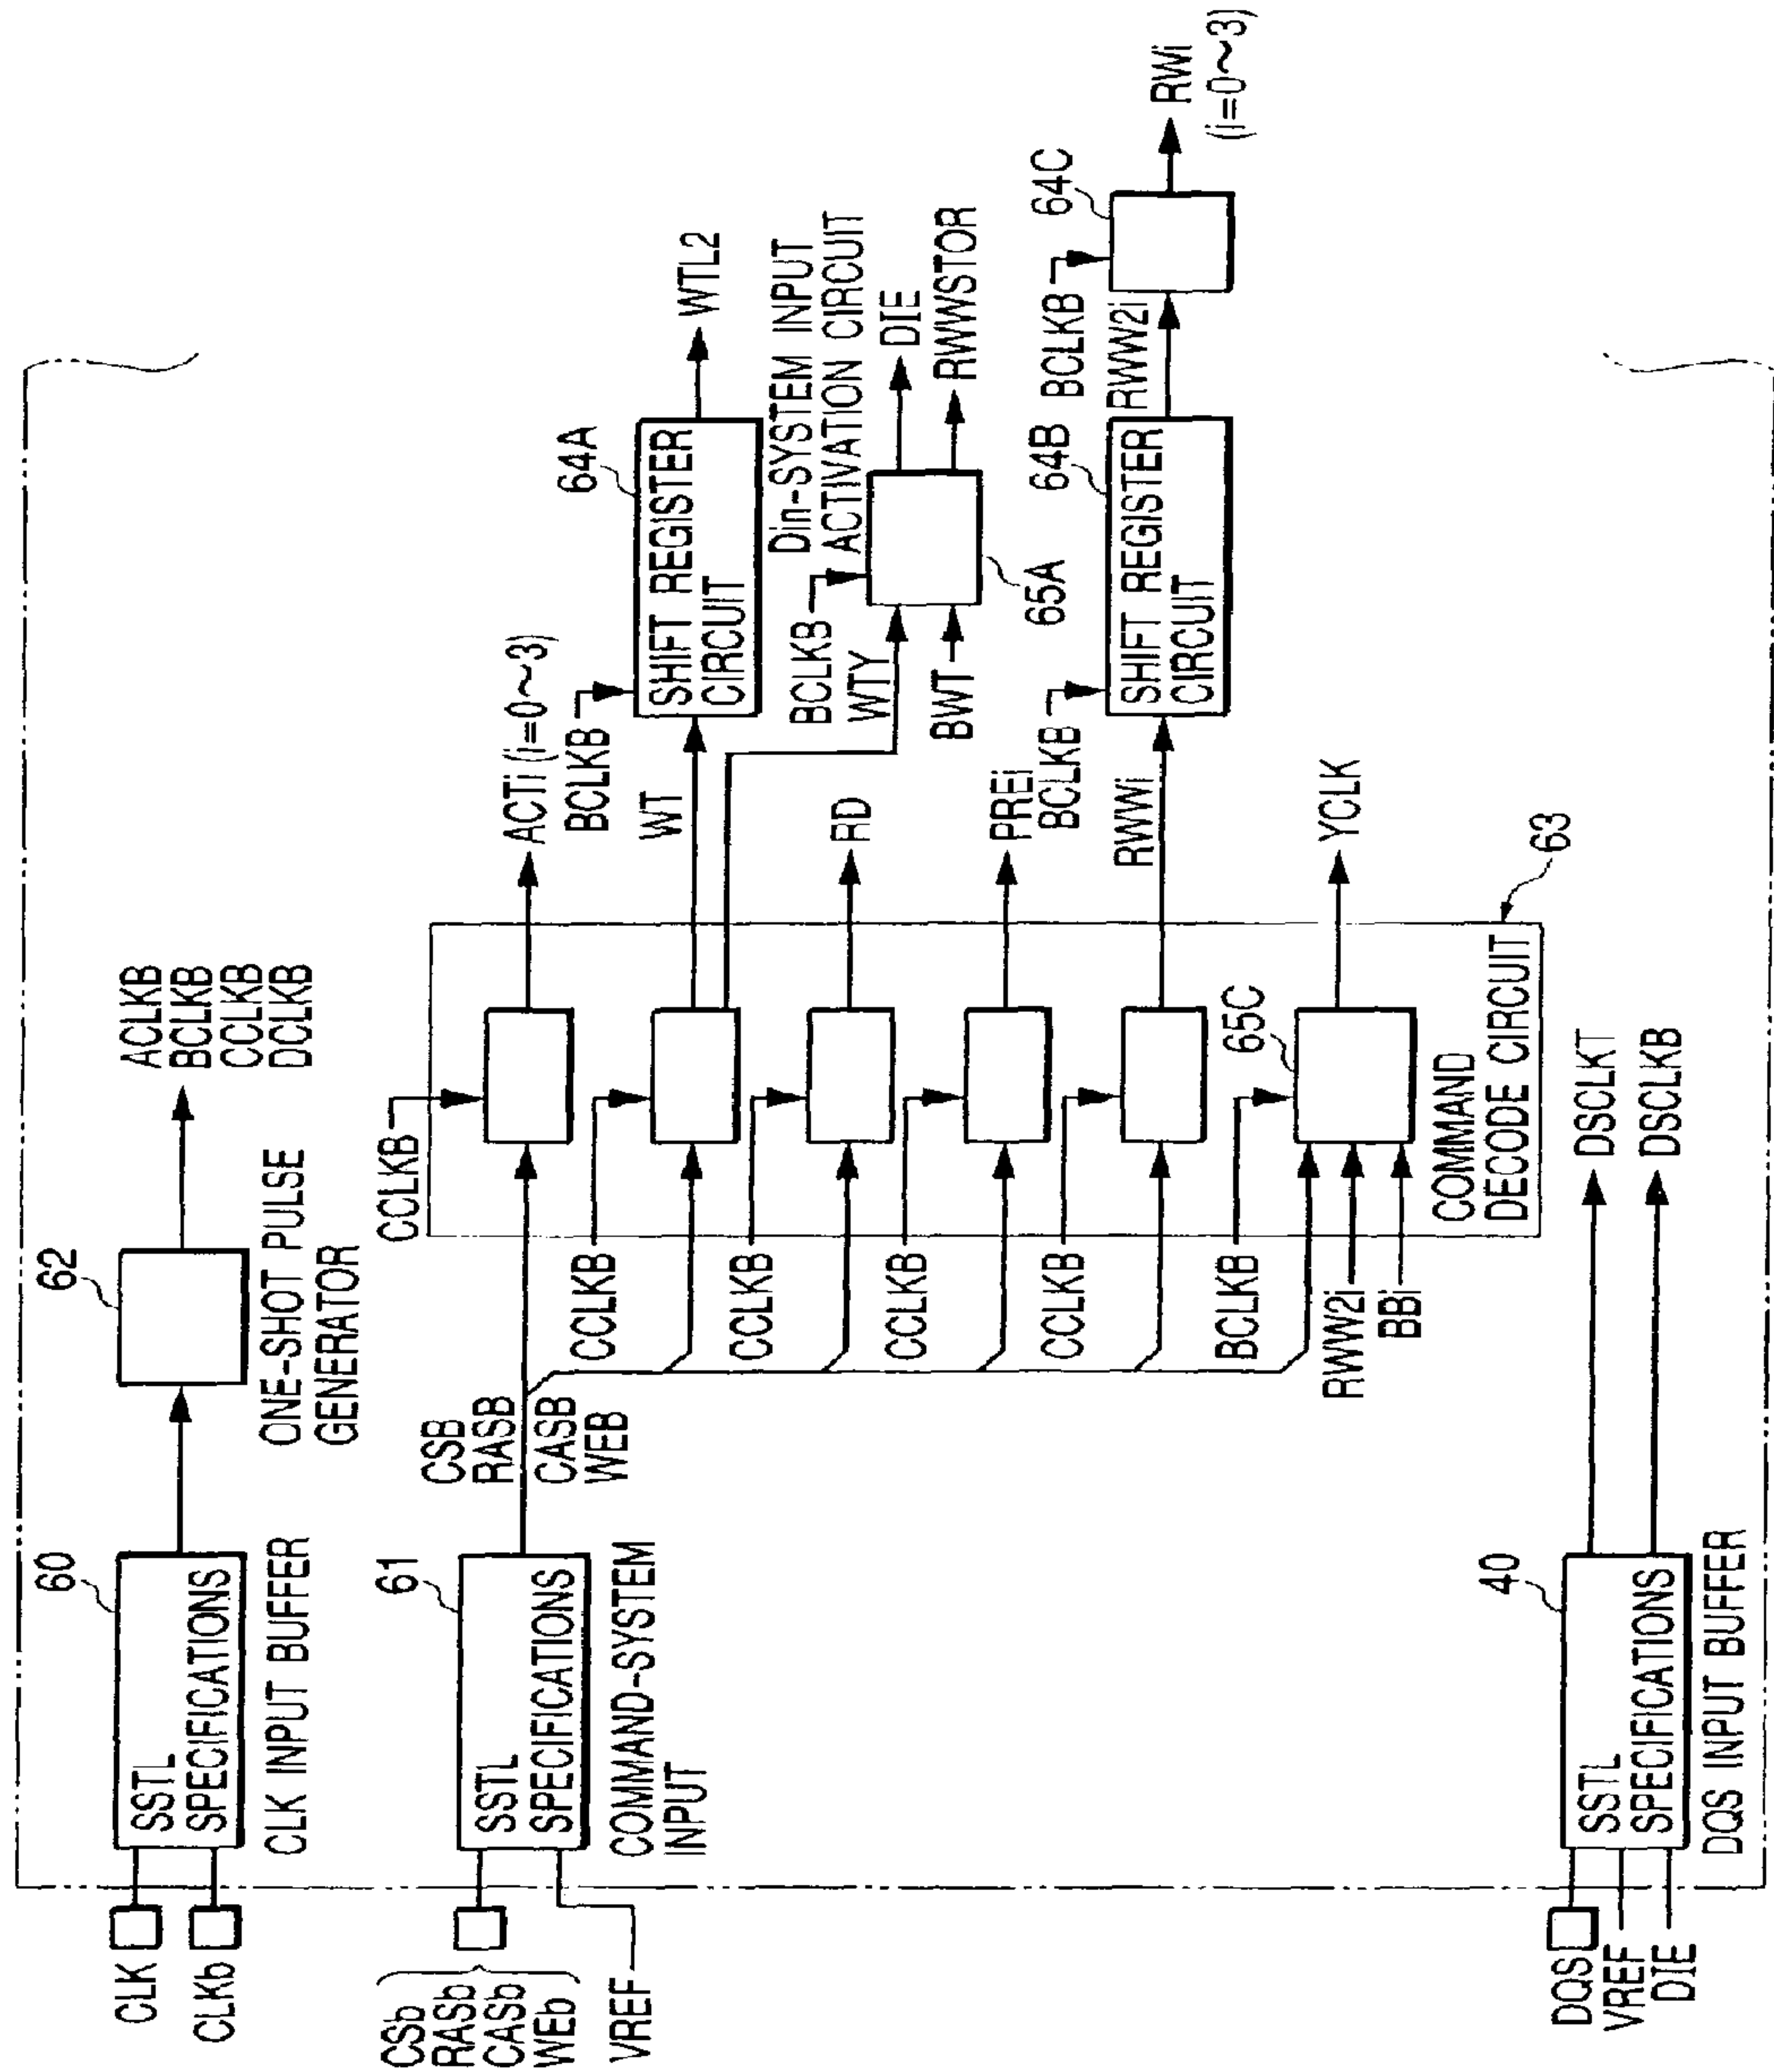 CLK
CLKb
60
SSTL
SPECIFICATIONS
CLK INPUT BUFFER
62
ONE-SHOT PULSE
GENERATOR
ACLKB
BCLKB
CCLKB
DCLKB
CSb
RASb
CASb
WEb
VREF
61
SSTL
SPECIFICATIONS
COMMAND-SYSTEM
INPUT
CSB
RASB
CASB
WEB
CCLKB
CCLKB
CCLKB
CCLKB
CCLKB
BCLKB
RWW2i
BBi
65C
COMMAND
DECODE CIRCUIT
63
ACTi (i=0~3)
BCLKB
WT
64A
SHIFT REGISTER
CIRCUIT
WTL2
Din-SYSTEM INPUT
ACTIVATION CIRCUIT
BCLKB
WTY
BWT
65A
DIE
RWWSTOR
RD
PREi
BCLKB
RWWi
64B
SHIFT REGISTER
CIRCUIT
RWW2i
BCLKB
64C
RWi
(i=0~3)
YCLK
DQS
VREF
DIE
40
SSTL
SPECIFICATIONS
DQS INPUT BUFFER
DSCLKT
DSCLKB